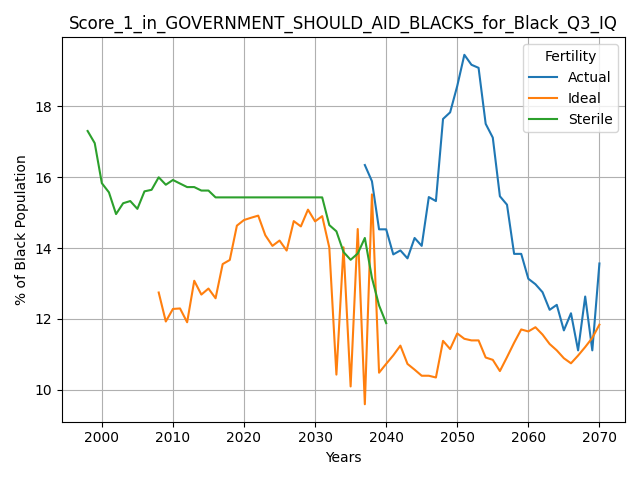 Score_1_in_GOVERNMENT_SHOULD_AID_BLACKS_for_Black_Q3_IQ
Fertility
Actual
Ideal
Sterile
% of Black Population
18
16
14
12
10
2000 2010 2020 2030 2040 2050 2060 2070
Years